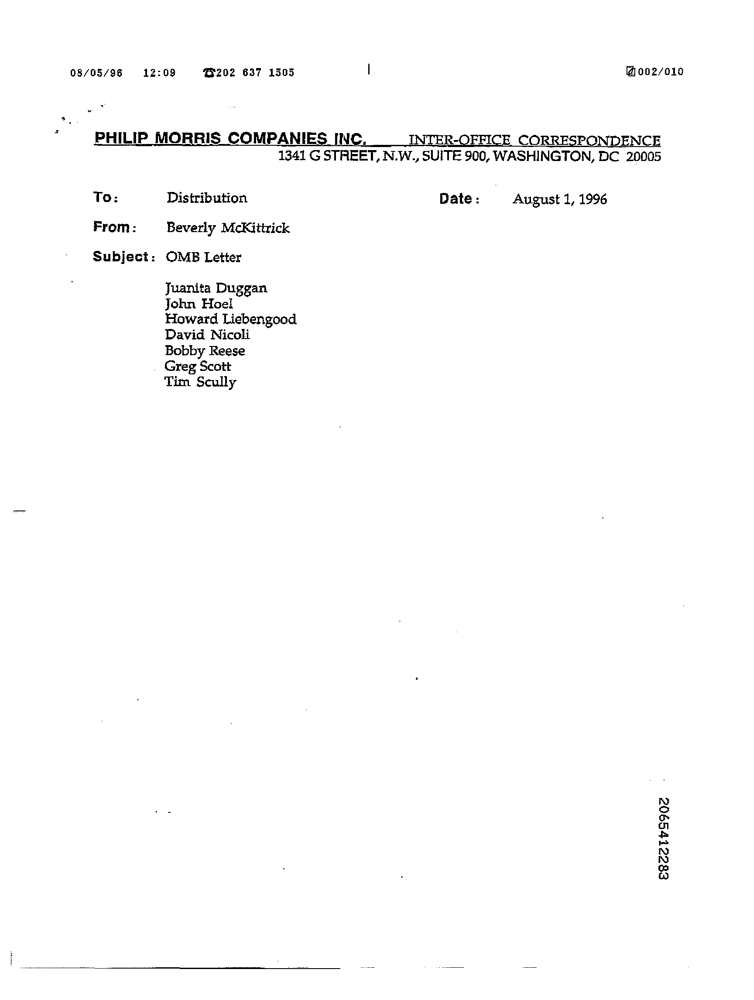 08/05/96 12:09 ☎202 637 1505 002/010
PHILIP MORRIS COMPANIES INC. INTER-OFFICE CORRESPONDENCE
1341 G STREET, N.W., SUITE 900, WASHINGTON, DC 20005
To: Distribution Date: August 1, 1996
From: Beverly McKittrick
Subject: OMB Letter
Juanita Duggan
John Hoel
Howard Liebengood
David Nicoli
Bobby Reese
Greg Scott
Tim Scully
2065412283